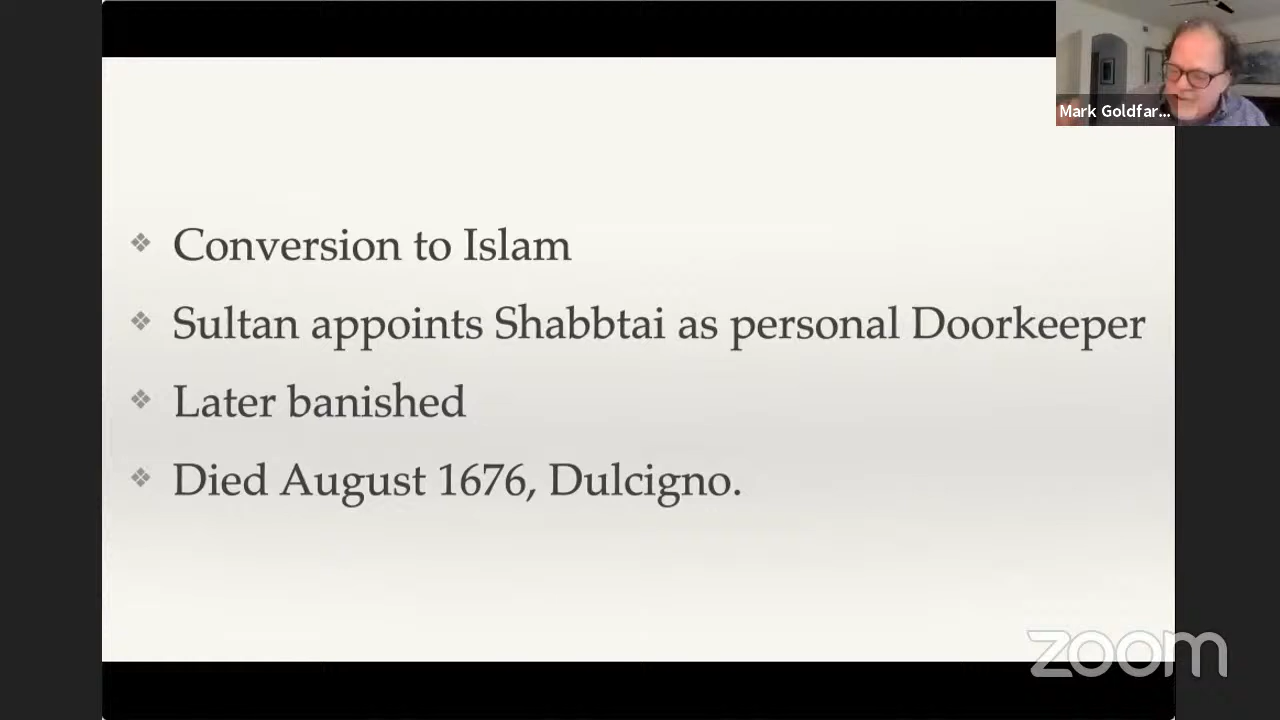 Mark Goldfar...
Conversion to Islam
Sultan appoints Shabbtai as personal Doorkeeper
Later banished
Died August 1676, Dulcigno.
zoom